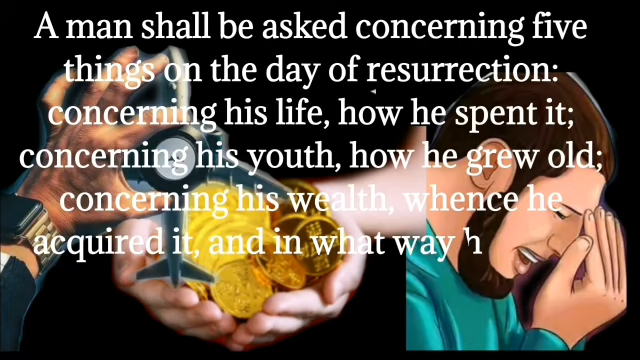 A man shall be asked concerning five
things on the day of resurrection:
concerning his life, how he spent it;
concerning his youth, how he grew old;
concerning his wealth, whence he
acquired it, and in what way h